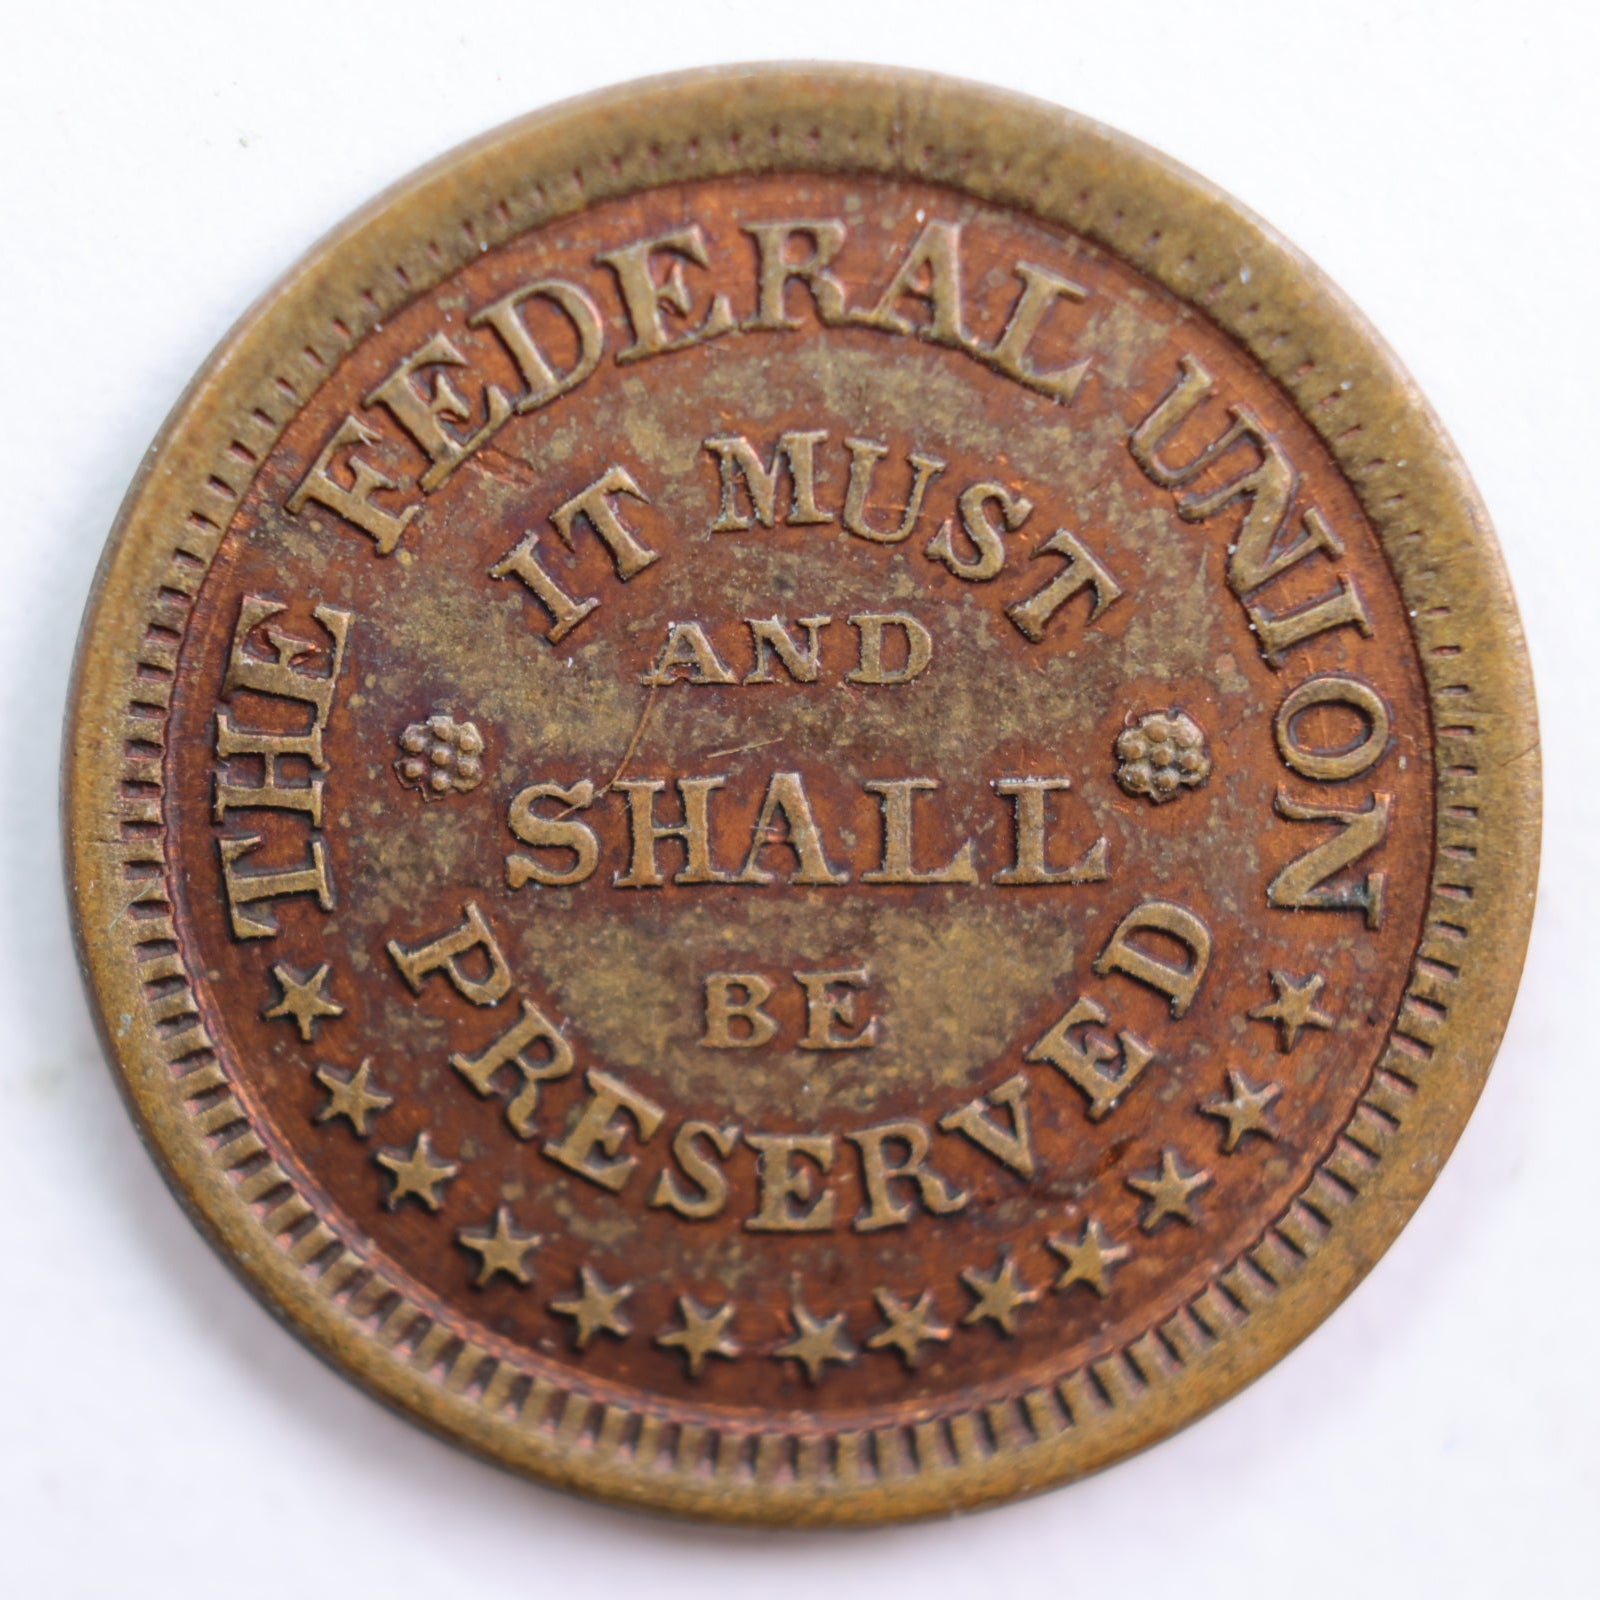 THE FEDERAL UNION
IT MUST
AND
SHALL
BE
PRESERVED